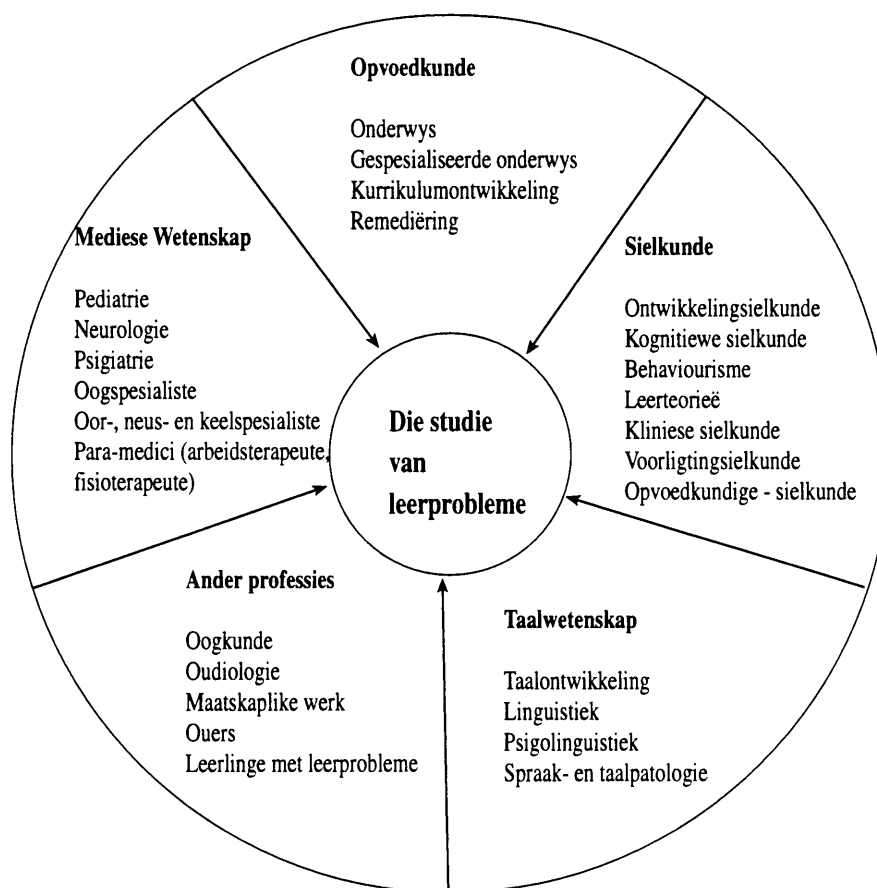 Opvoedkunde
Onderwys
Gespesialiseerde onderwys
Kurrikulumontwikkeling
Remediëring
Mediese Wetenskap
Pediatrie
Neurologie
Psigiatrie
Oogspesialiste
Oor-, neus- en keelspesialiste
Para-medici (arbeidsterapeute,
fisioterapeute)
Sielkunde
Ontwikkelingsielkunde
Kognitiewe sielkunde
Behaviourisme
Leerteorieë
Kliniese sielkunde
Voorligtingsielkunde
Opvoedkundige - sielkunde
Die studie
van
leerprobleme
Ander professies
Oogkunde
Oudiologie
Maatskaplike werk
Ouers
Leerlinge met leerprobleme
Taalwetenskap
Taalontwikkeling
Linguistiek
Psigolinguistiek
Spraak- en taalpatologie